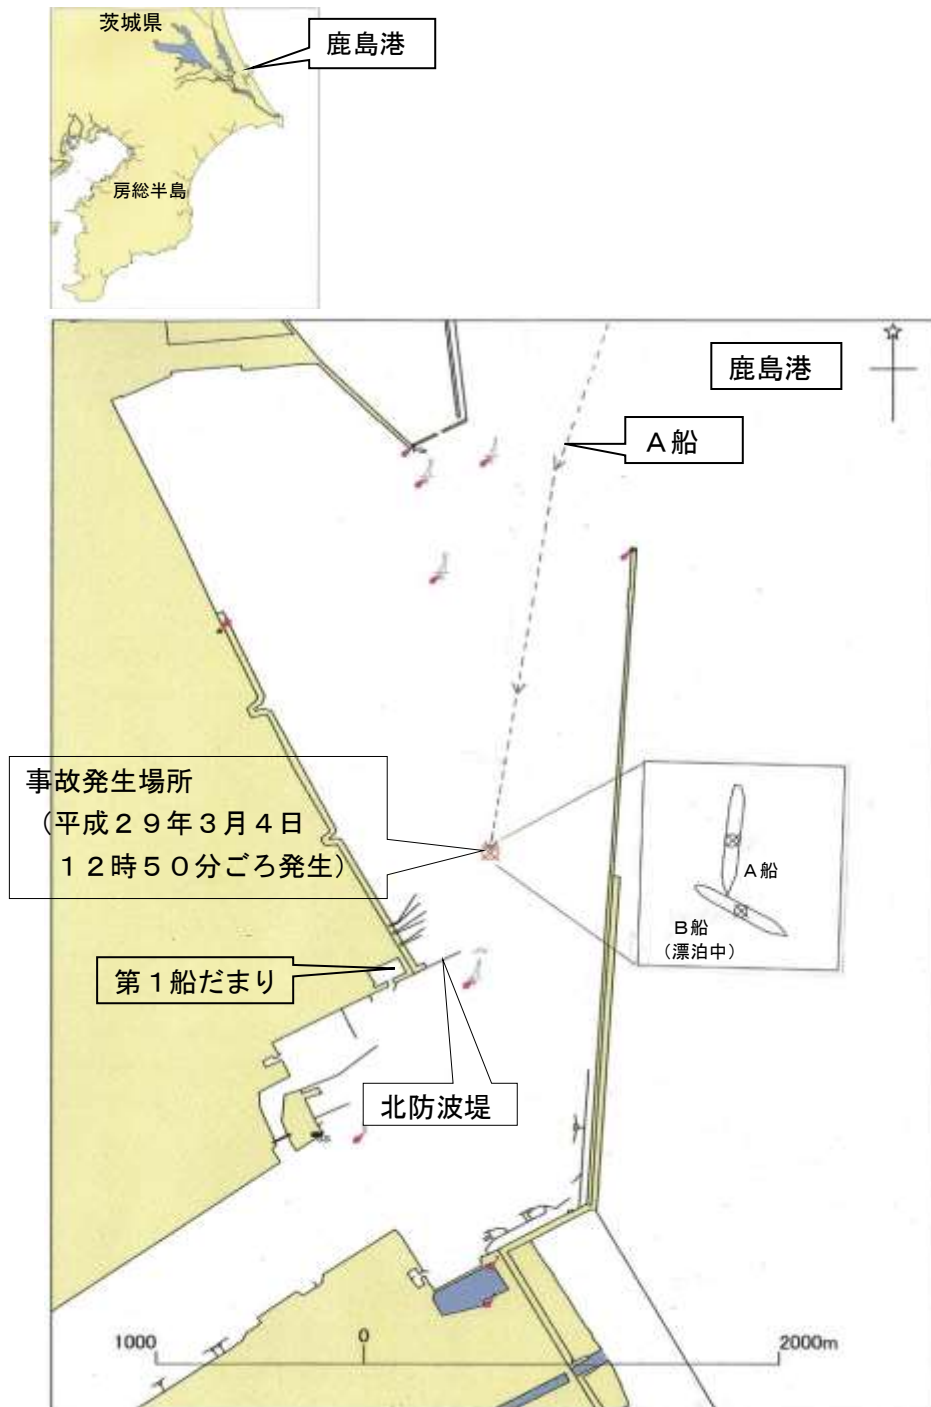 茨城県
鹿島港
房総半島
鹿島港
Ａ船
事故発生場所
（平成２９年３月４日
１２時５０分ごろ発生）
Ａ船
Ｂ船
（漂泊中）
第１船だまり
北防波堤
1000
0
2000m